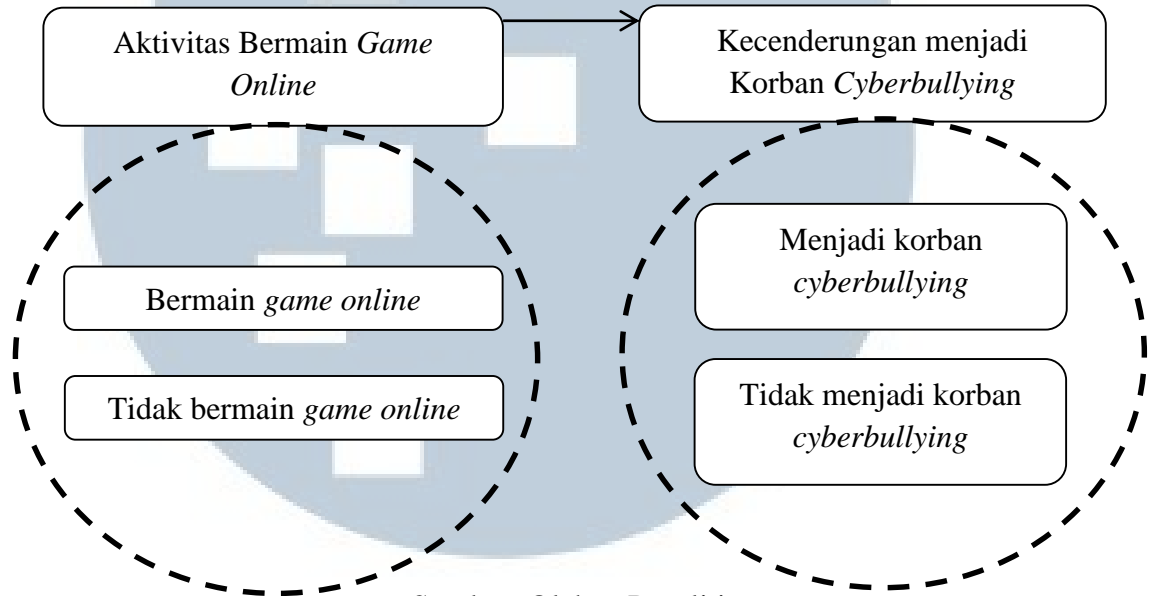 Aktivitas Bermain Game
Online
Kecenderungan menjadi
Korban Cyberbullying
Bermain game online
Tidak bermain game online
Menjadi korban
cyberbullying
Tidak menjadi korban
cyberbullying